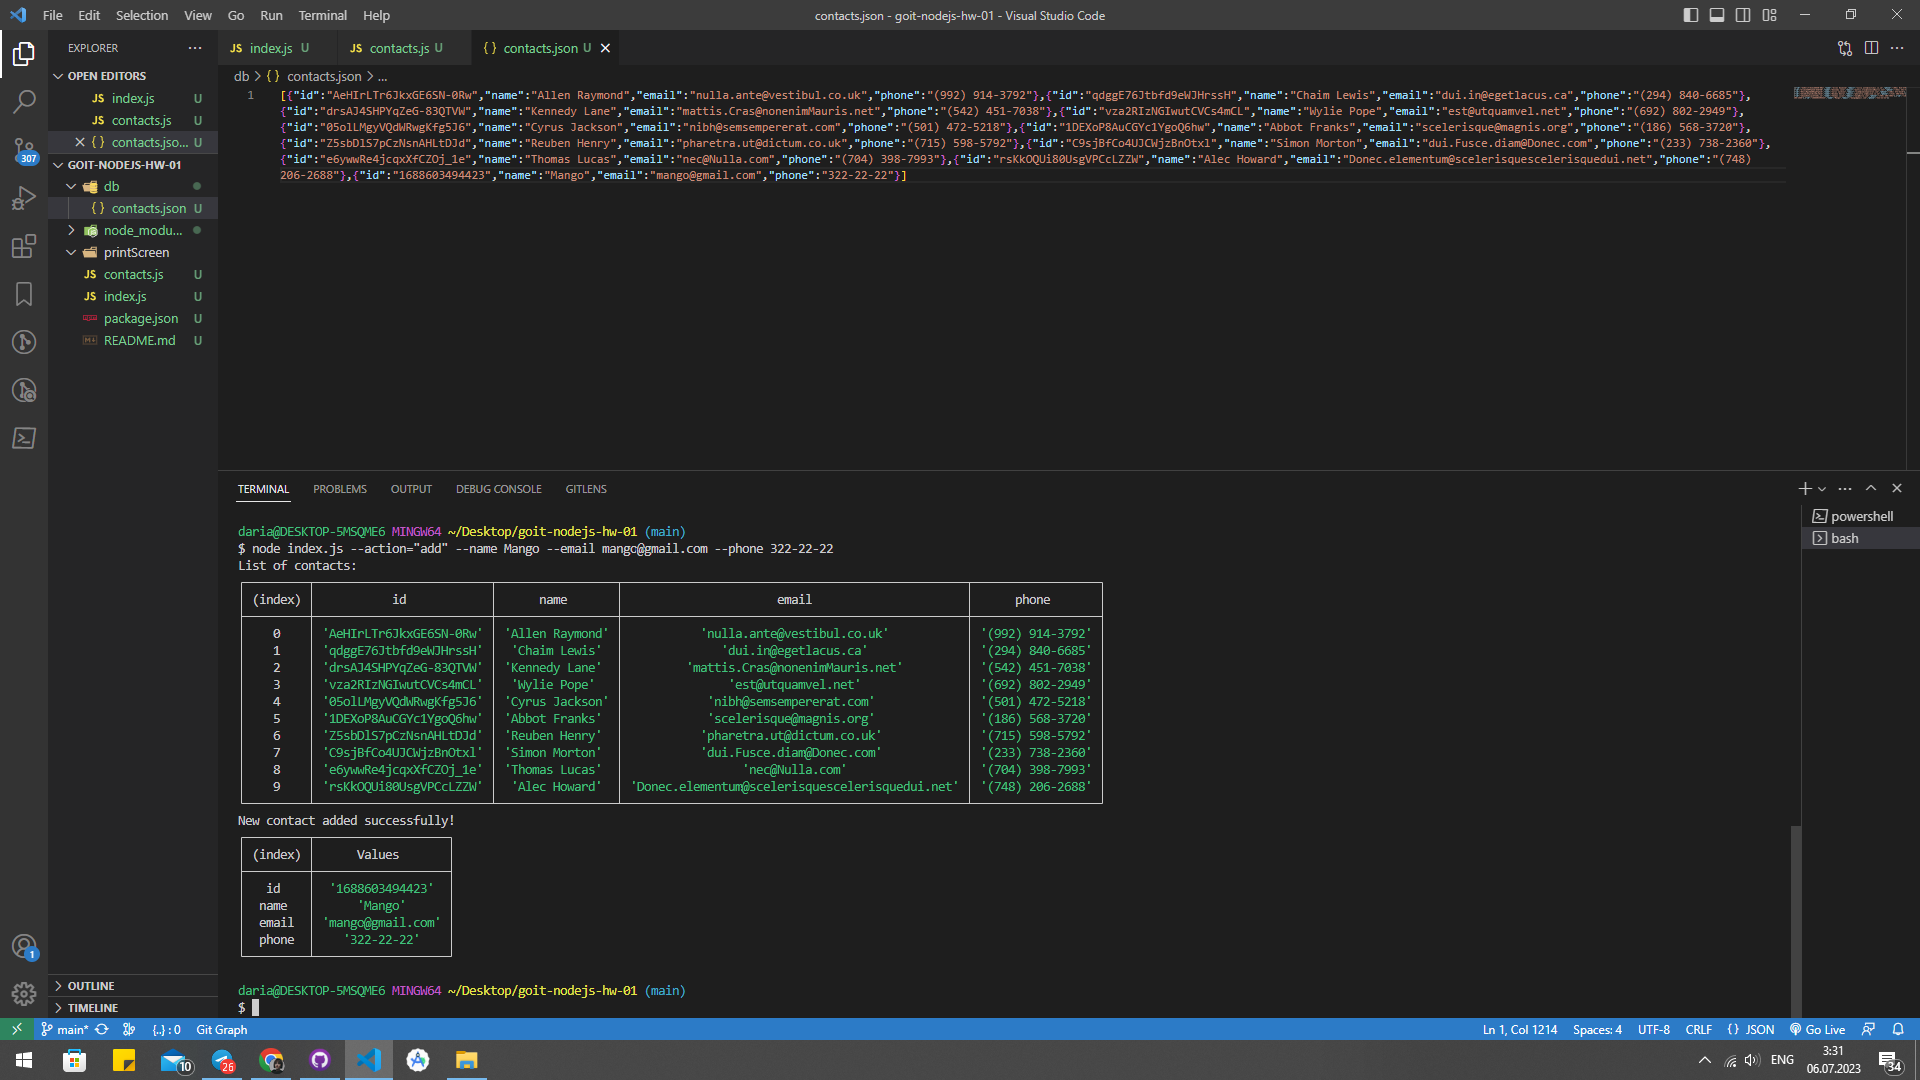 File Edit Selection View Go Run Terminal Help
contacts.json - goit-nodejs-hw-01 - Visual Studio Code
EXPLORER
JS index.js U
JS contacts.js U
{} contacts.json U
OPEN EDITORS
JS index.js U
JS contacts.js U
{} contacts.jso... U
GOIT-NODEJS-HW-01
db
{} contacts.json U
node_modu...
printScreen
JS contacts.js U
JS index.js U
package.json U
README.md U
OUTLINE
TIMELINE
307
1
db > {} contacts.json > ...
1
[{"id":"AeHIrLTr6JkxGE6SN-0Rw","name":"Allen Raymond","email":"nulla.ante@vestibul.co.uk","phone":"(992) 914-3792"},{"id":"qdggE76Jtbfd9eWJHrssH","name":"Chaim Lewis","email":"dui.in@egetlacus.ca","phone":"(294) 840-6685"},
{"id":"drsAJ4SHPYqZeG-83QTVW","name":"Kennedy Lane","email":"mattis.Cras@nonenimMauris.net","phone":"(542) 451-7038"},{"id":"vza2RIzNGIwutCVCs4mCL","name":"Wylie Pope","email":"est@utquamvel.net","phone":"(692) 802-2949"},
{"id":"05olLMgyVQdWRwgKfg5J6","name":"Cyrus Jackson","email":"nibh@semsempererat.com","phone":"(501) 472-5218"},{"id":"1DEXoP8AuCGYc1YgoQ6hw","name":"Abbot Franks","email":"scelerisque@magnis.org","phone":"(186) 568-3720"},
{"id":"Z5sbDlS7pCzNsnAHLtDJd","name":"Reuben Henry","email":"pharetra.ut@dictum.co.uk","phone":"(715) 598-5792"},{"id":"C9sjBfCo4UJCWjzBnOtxl","name":"Simon Morton","email":"dui.Fusce.diam@Donec.com","phone":"(233) 738-2360"},
{"id":"e6ywwRe4jcqxXfCZOj_1e","name":"Thomas Lucas","email":"nec@Nulla.com","phone":"(704) 398-7993"},{"id":"rsKkOQUi80UsgVPCcLZZW","name":"Alec Howard","email":"Donec.elementum@scelerisquescelerisquedui.net","phone":"(748)
206-2688"},{"id":"1688603494423","name":"Mango","email":"mango@gmail.com","phone":"322-22-22"}]
TERMINAL PROBLEMS OUTPUT DEBUG CONSOLE GITLENS
powershell
bash
daria@DESKTOP-5MSQME6 MINGW64 ~/Desktop/goit-nodejs-hw-01 (main)
$ node index.js --action="add" --name Mango --email mango@gmail.com --phone 322-22-22
List of contacts:
(index) id name email phone
0 'AeHIrLTr6JkxGE6SN-0Rw' 'Allen Raymond' 'nulla.ante@vestibul.co.uk' '(992) 914-3792'
1 'qdggE76Jtbfd9eWJHrssH' 'Chaim Lewis' 'dui.in@egetlacus.ca' '(294) 840-6685'
2 'drsAJ4SHPYqZeG-83QTVW' 'Kennedy Lane' 'mattis.Cras@nonenimMauris.net' '(542) 451-7038'
3 'vza2RIzNGIwutCVCs4mCL' 'Wylie Pope' 'est@utquamvel.net' '(692) 802-2949'
4 '05olLMgyVQdWRwgKfg5J6' 'Cyrus Jackson' 'nibh@semsempererat.com' '(501) 472-5218'
5 '1DEXoP8AuCGYc1YgoQ6hw' 'Abbot Franks' 'scelerisque@magnis.org' '(186) 568-3720'
6 'Z5sbDlS7pCzNsnAHLtDJd' 'Reuben Henry' 'pharetra.ut@dictum.co.uk' '(715) 598-5792'
7 'C9sjBfCo4UJCWjzBnOtxl' 'Simon Morton' 'dui.Fusce.diam@Donec.com' '(233) 738-2360'
8 'e6ywwRe4jcqxXfCZOj_1e' 'Thomas Lucas' 'nec@Nulla.com' '(704) 398-7993'
9 'rsKkOQUi80UsgVPCcLZZW' 'Alec Howard' 'Donec.elementum@scelerisquescelerisquedui.net' '(748) 206-2688'
New contact added successfully!
(index) Values
id '1688603494423'
name 'Mango'
email 'mango@gmail.com'
phone '322-22-22'
daria@DESKTOP-5MSQME6 MINGW64 ~/Desktop/goit-nodejs-hw-01 (main)
$
main* {..} : 0 Git Graph
Ln 1, Col 1214 Spaces: 4 UTF-8 CRLF {} JSON Go Live
10
26
ENG
3:31
06.07.2023
34